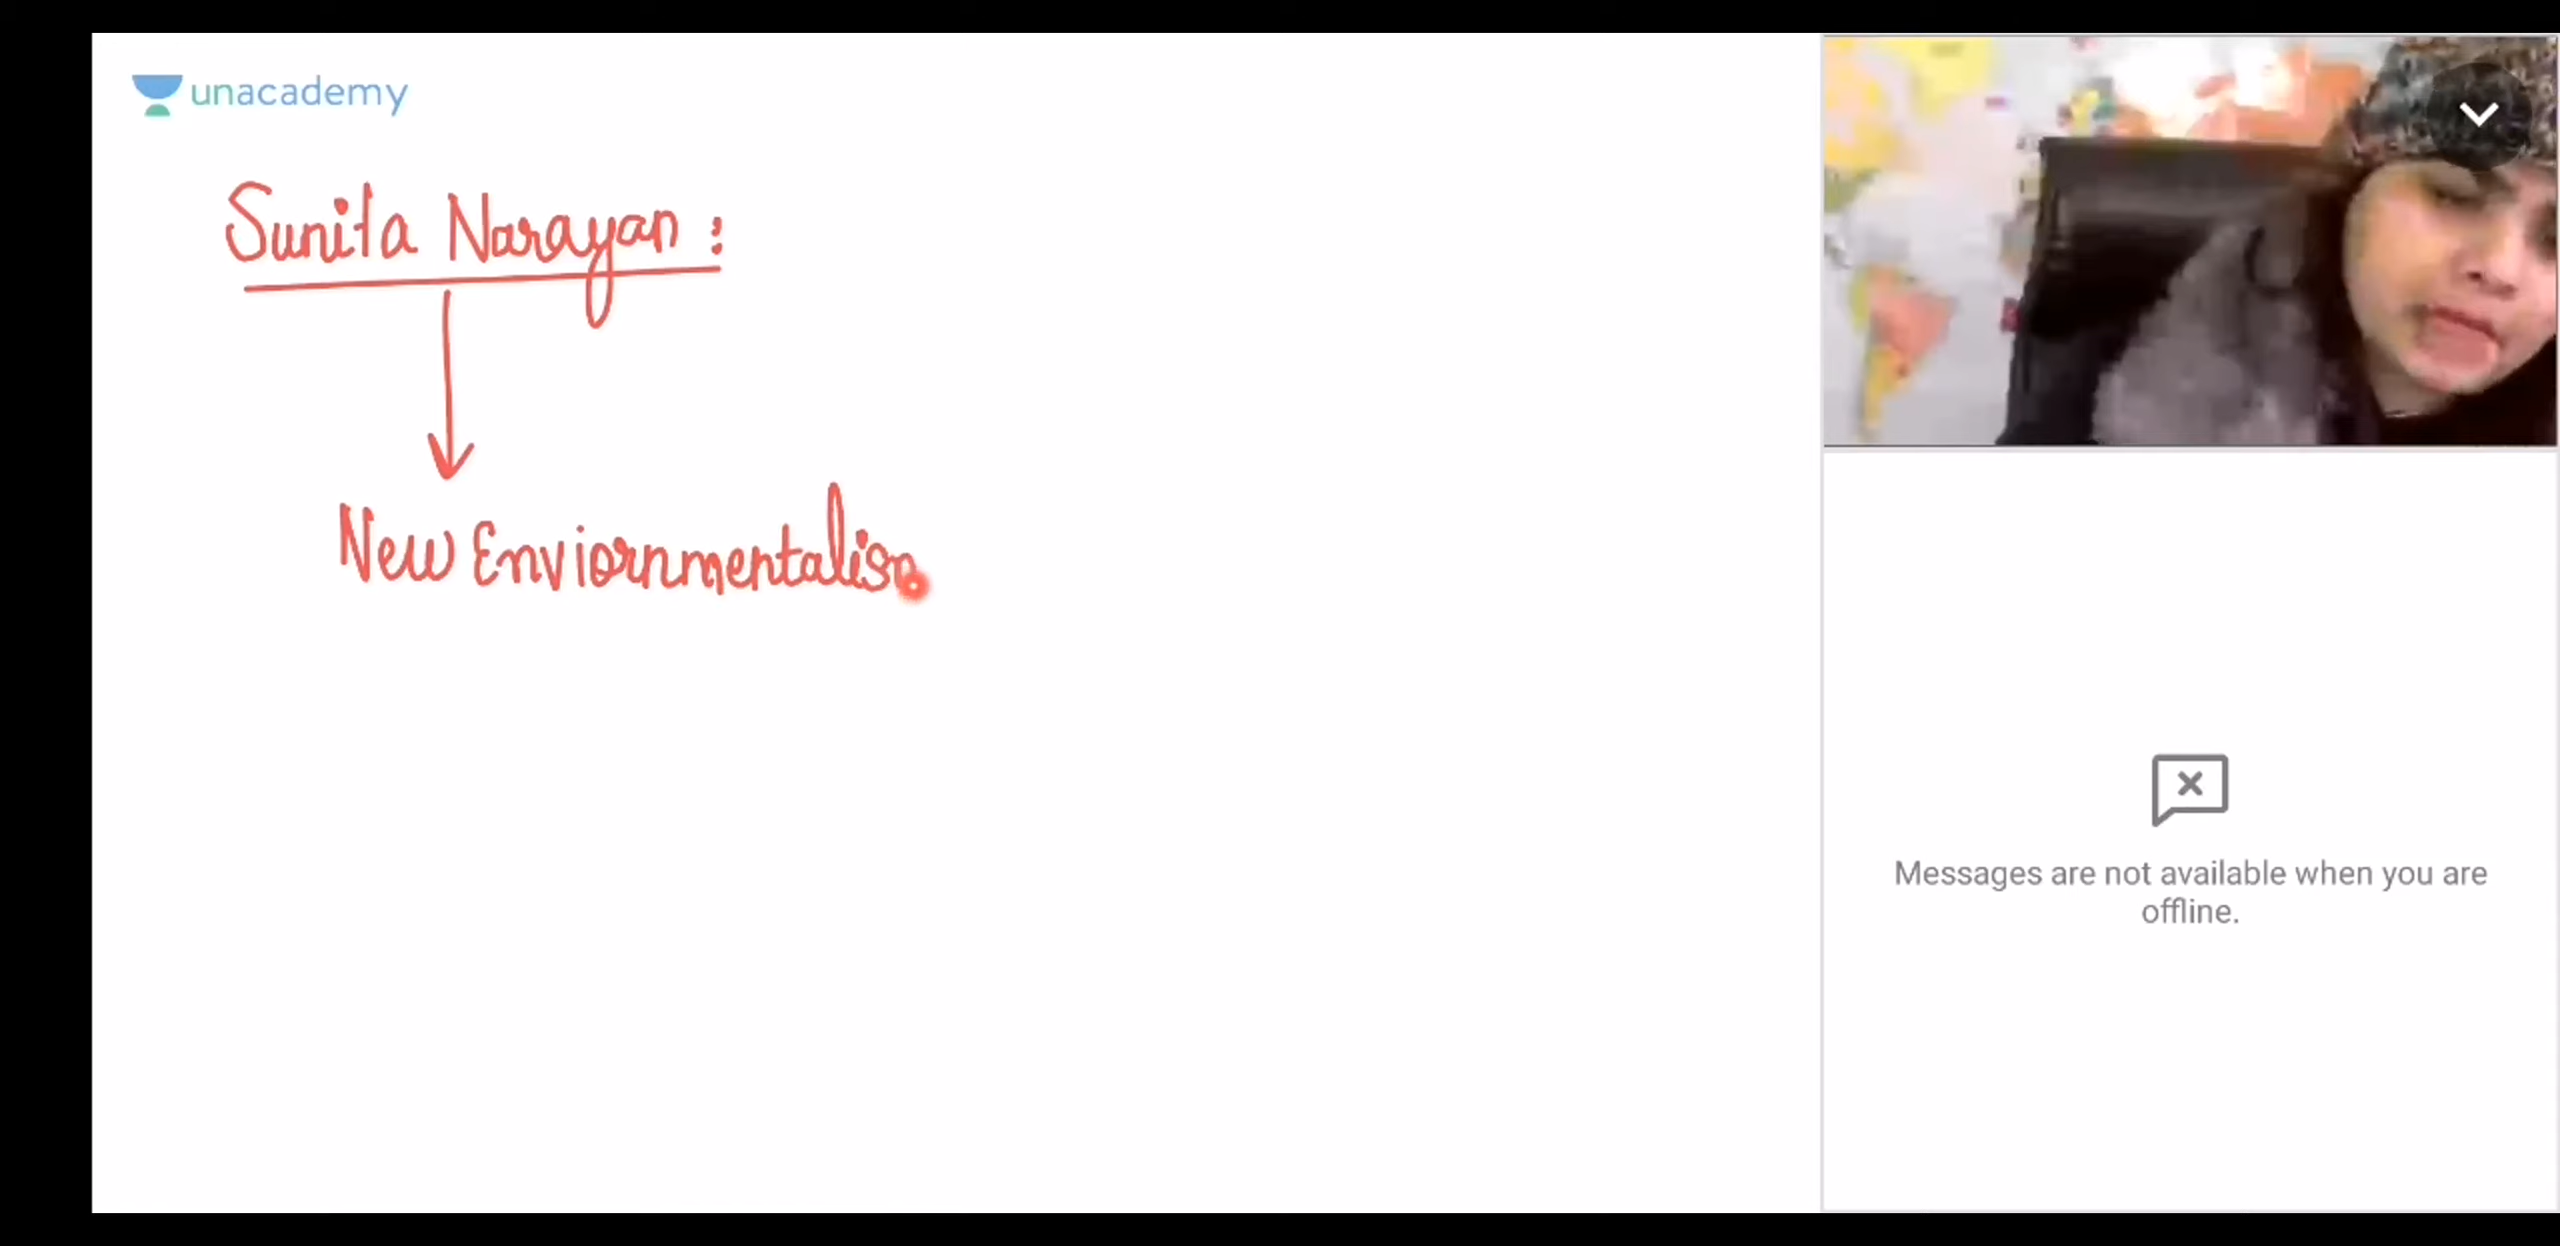 unacademy
Sunita Narayan :
New Enviornmentalism
Messages are not available when you are
offline.